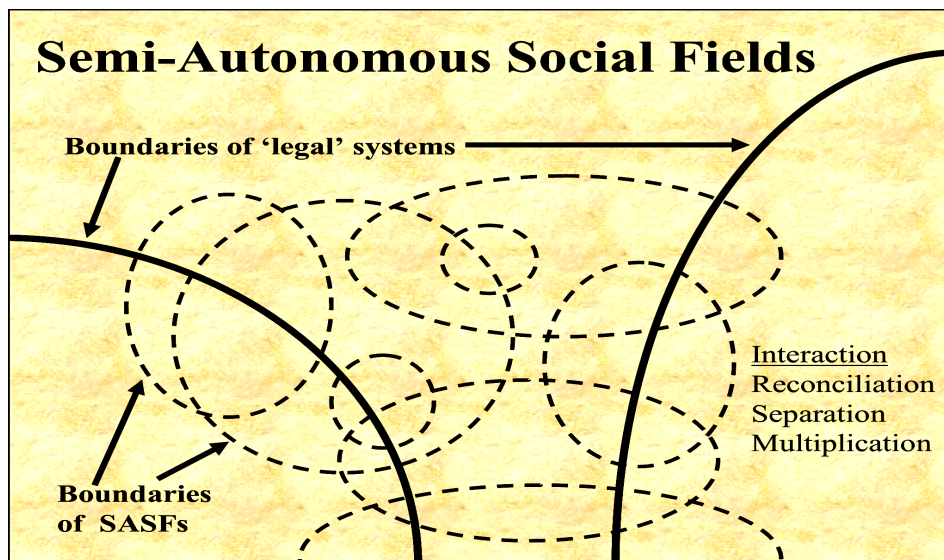 Semi-Autonomous Social Fields
Boundaries of ‘legal’ systems
Interaction
Reconciliation
Separation
Multiplication
Boundaries
of SASFs